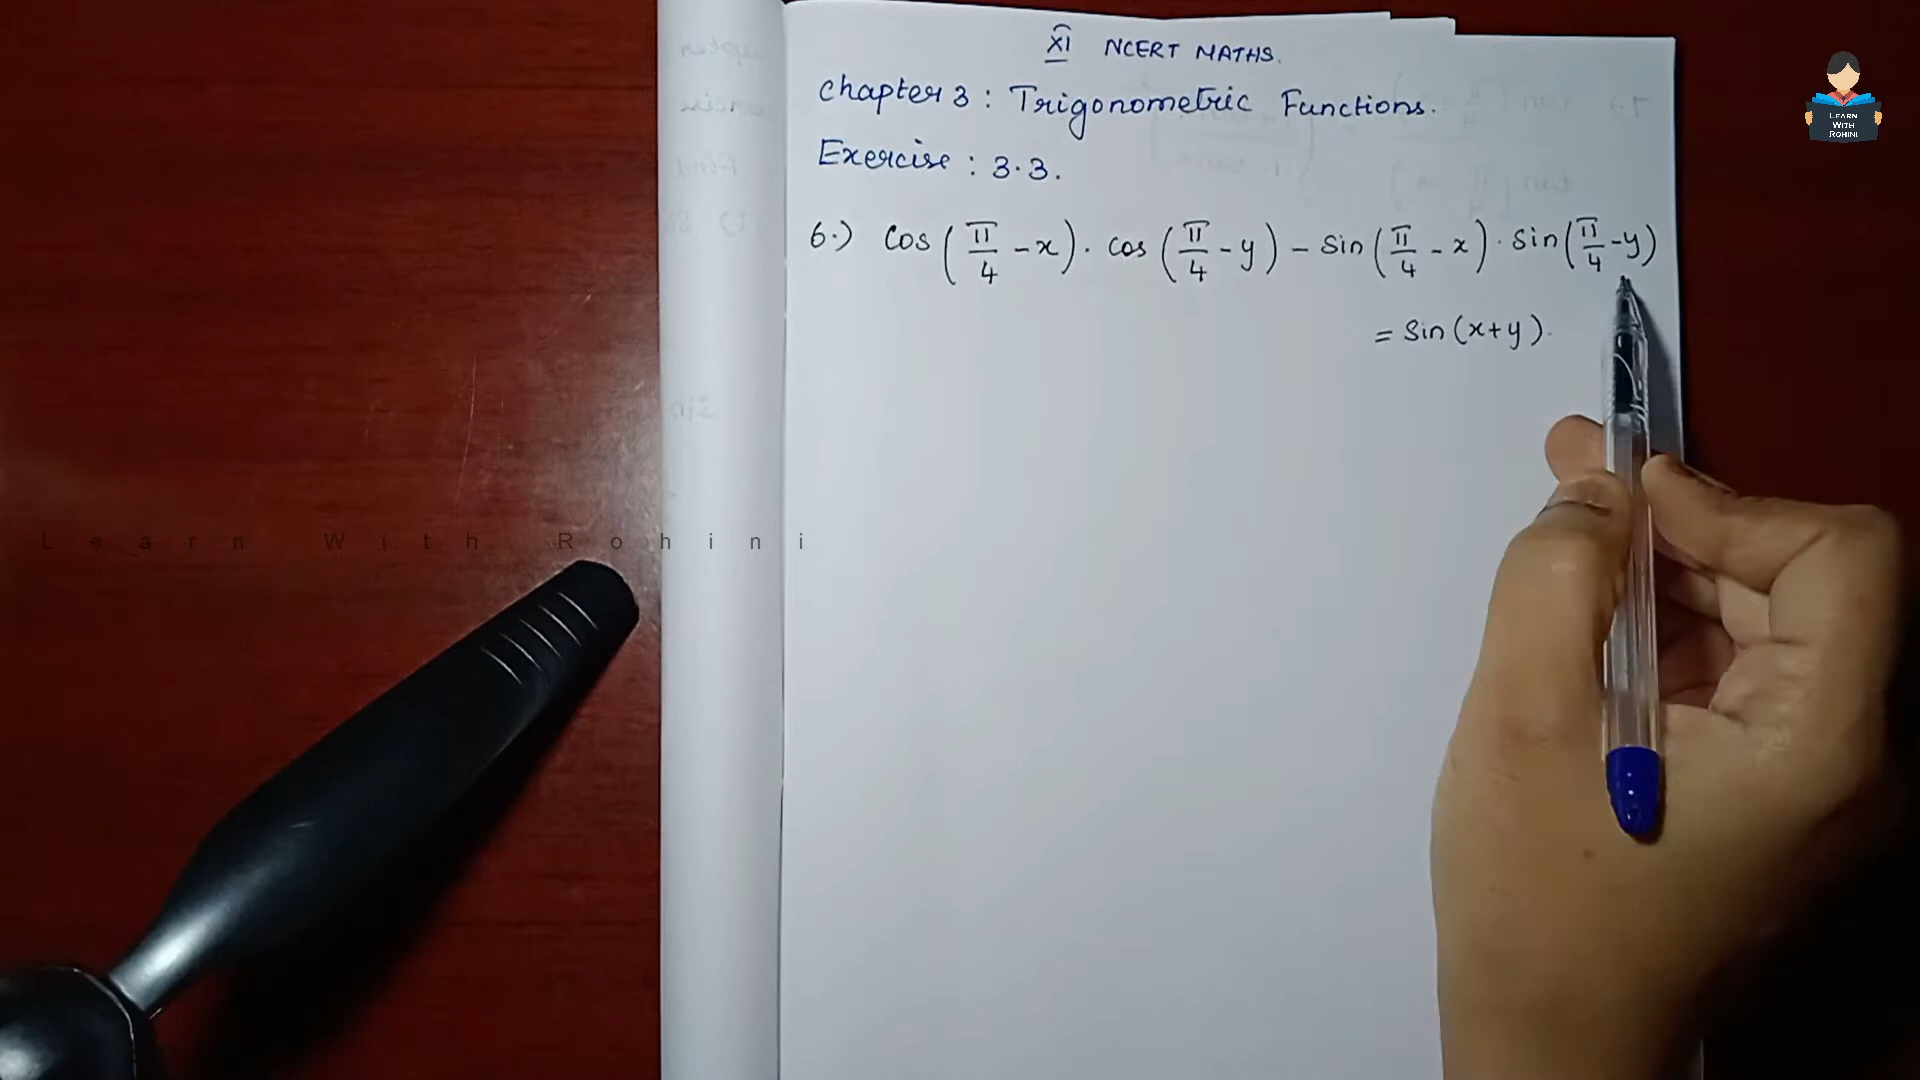 XI NCERT MATHS.
Chapter 3 : Trigonometric Functions.
Exercise : 3.3.
6.) cos(π/4 - x) . cos(π/4 - y) - sin(π/4 - x) . sin(π/4 - y)
= sin(x+y).
Learn With Rohini
LEARN
WITH
ROHINI